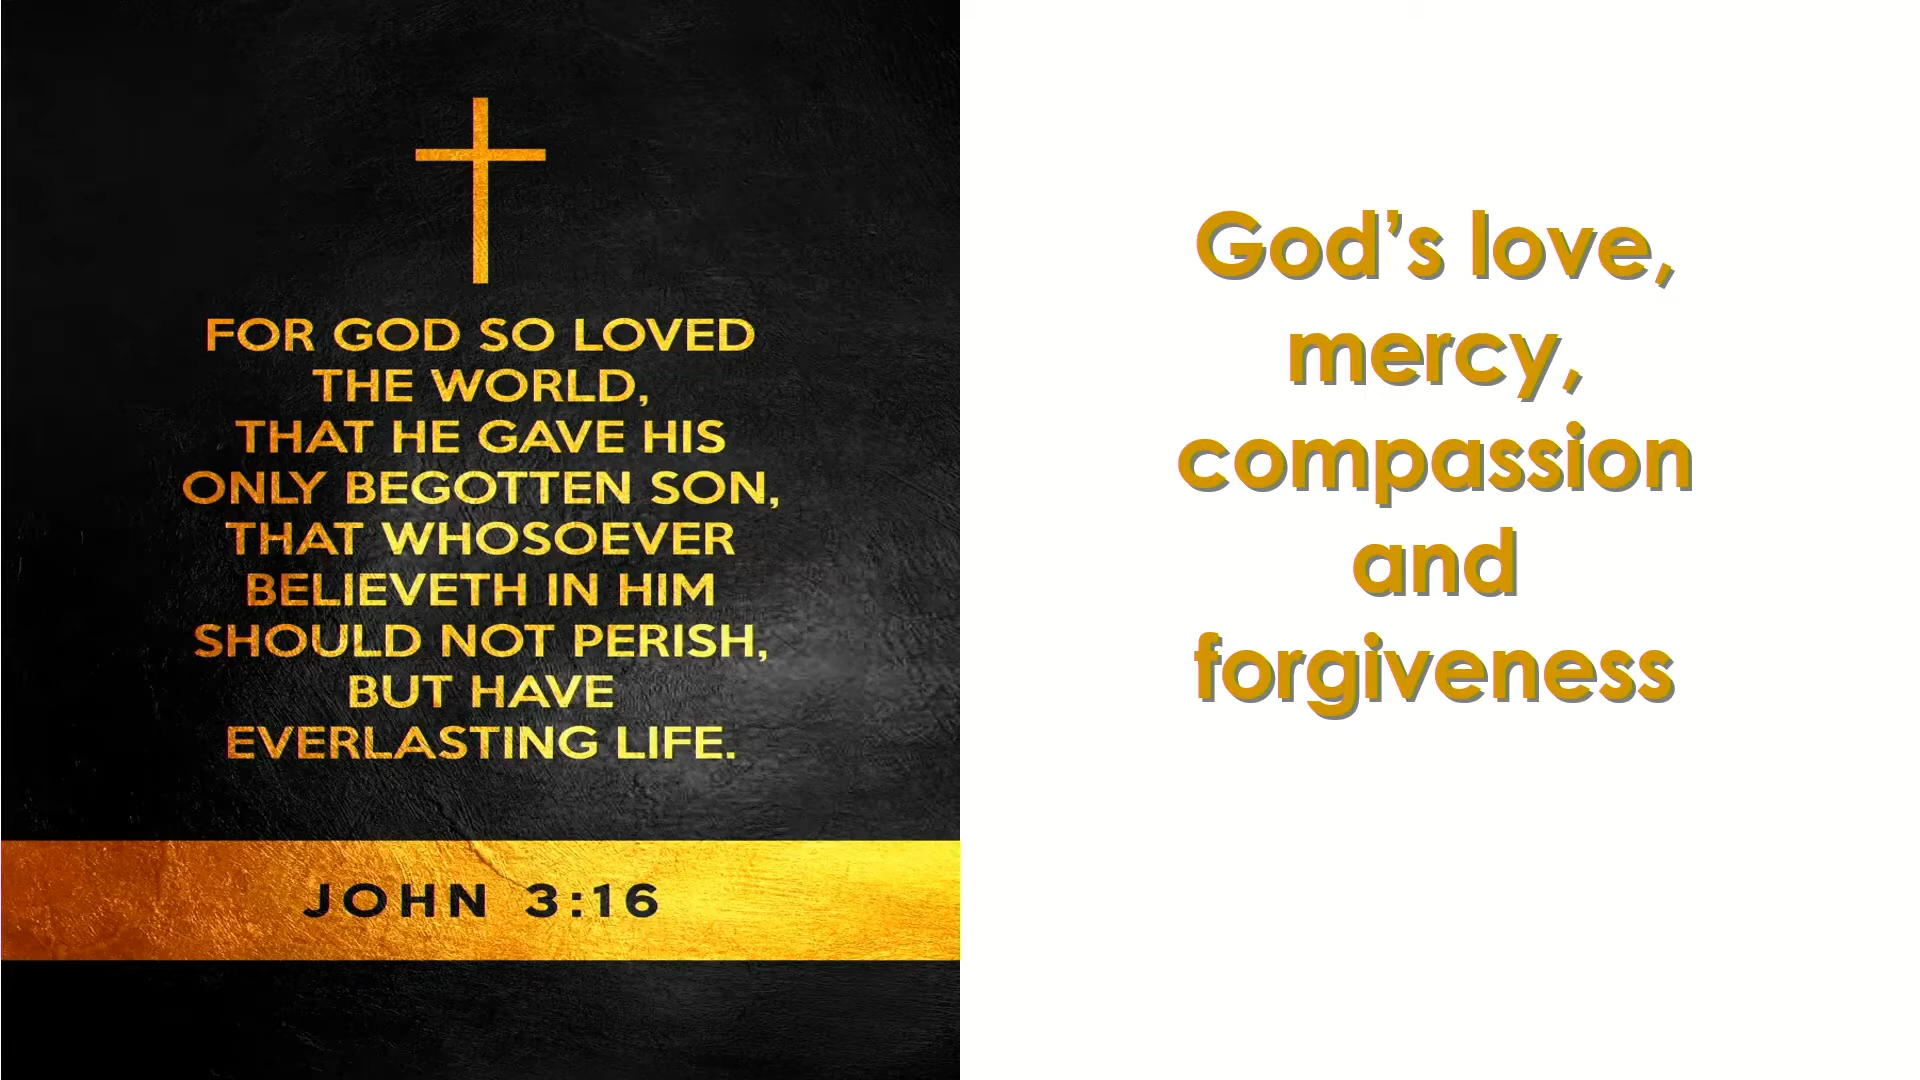 FOR GOD SO LOVED
THE WORLD,
THAT HE GAVE HIS
ONLY BEGOTTEN SON,
THAT WHOSOEVER
BELIEVETH IN HIM
SHOULD NOT PERISH,
BUT HAVE
EVERLASTING LIFE.
JOHN 3:16
God’s love,
mercy,
compassion
and
forgiveness